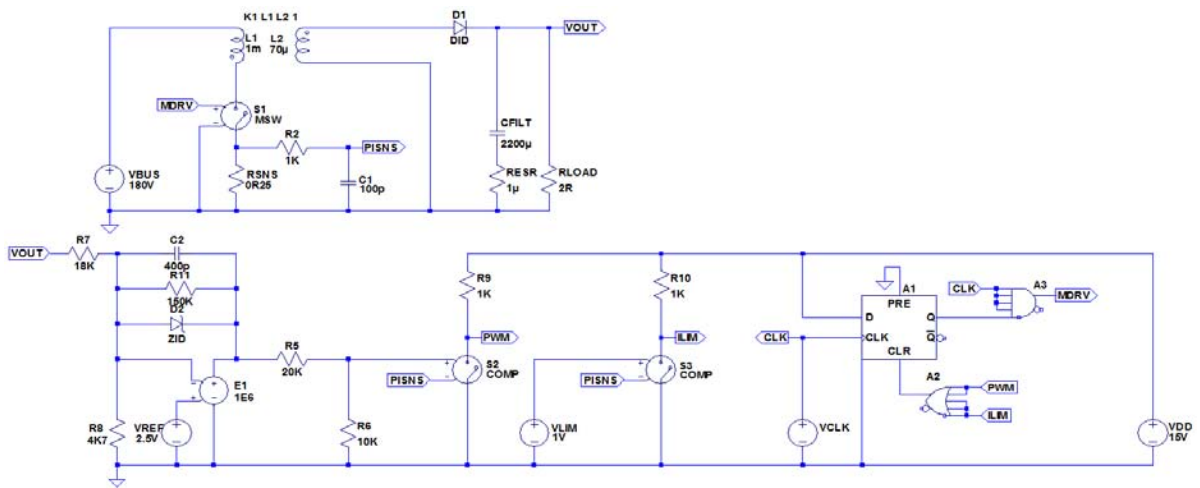 K1 L1 L2 1
L1
1m
L2
70µ
D1
DID
VOUT
MDRV
S1
MSW
R2
1K
PISNS
CFILT
2200µ
VBUS
180V
RSNS
0R25
C1
100p
RESR
1µ
RLOAD
2R
VOUT
R7
18K
C2
400p
R11
150K
D2
ZID
R9
1K
R10
1K
PWM
ILIM
A1
PRE
D
Q
CLK
Q
CLR
CLK
CLK
A3
MDRV
A2
PWM
ILIM
R5
20K
S2
COMP
PISNS
S3
COMP
PISNS
E1
1E6
R8
4K7
VREF
2.5V
R6
10K
VLIM
1V
VCLK
VDD
15V